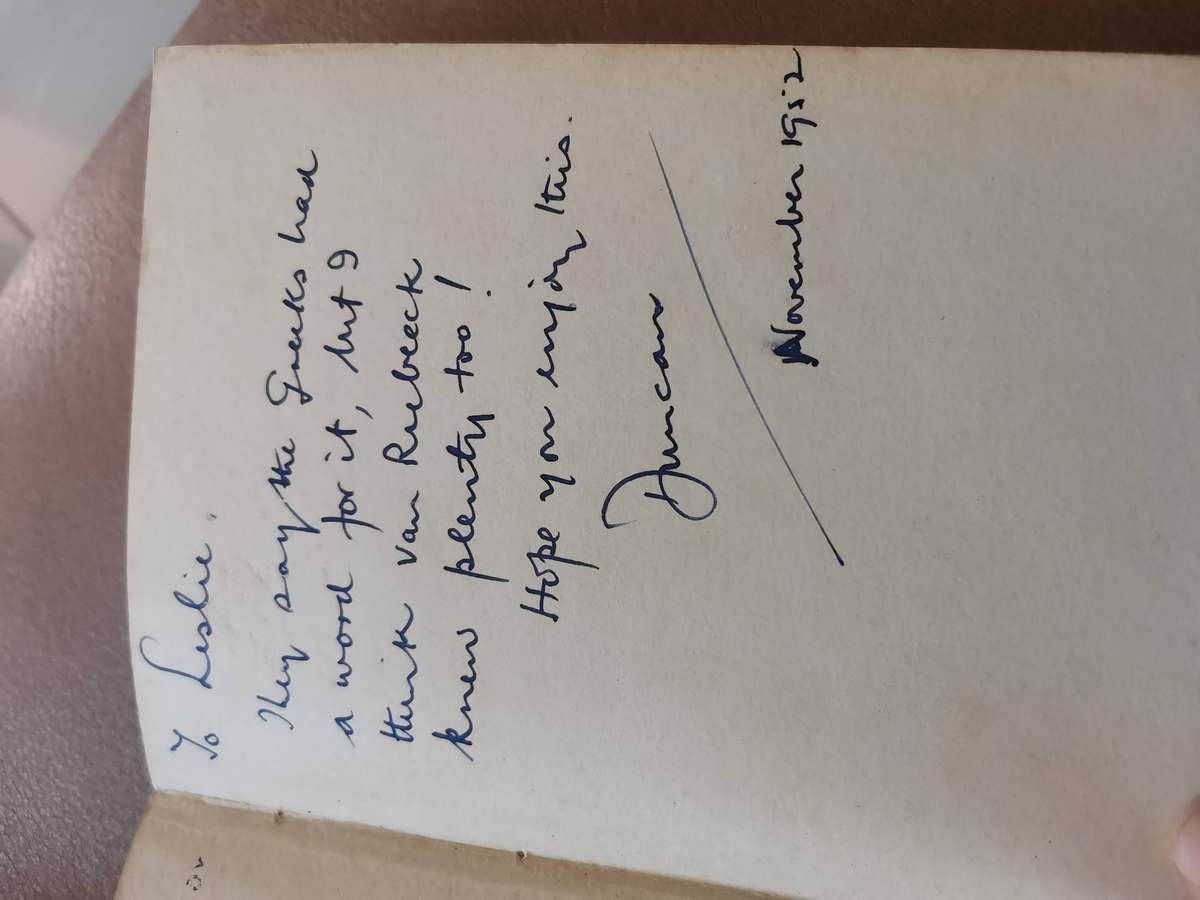 To Leslie.
They say the Greeks had
a word for it, but I
think Van Riebeeck
knew plenty too!
Hope you enjoy this.
Duncan
November 1952